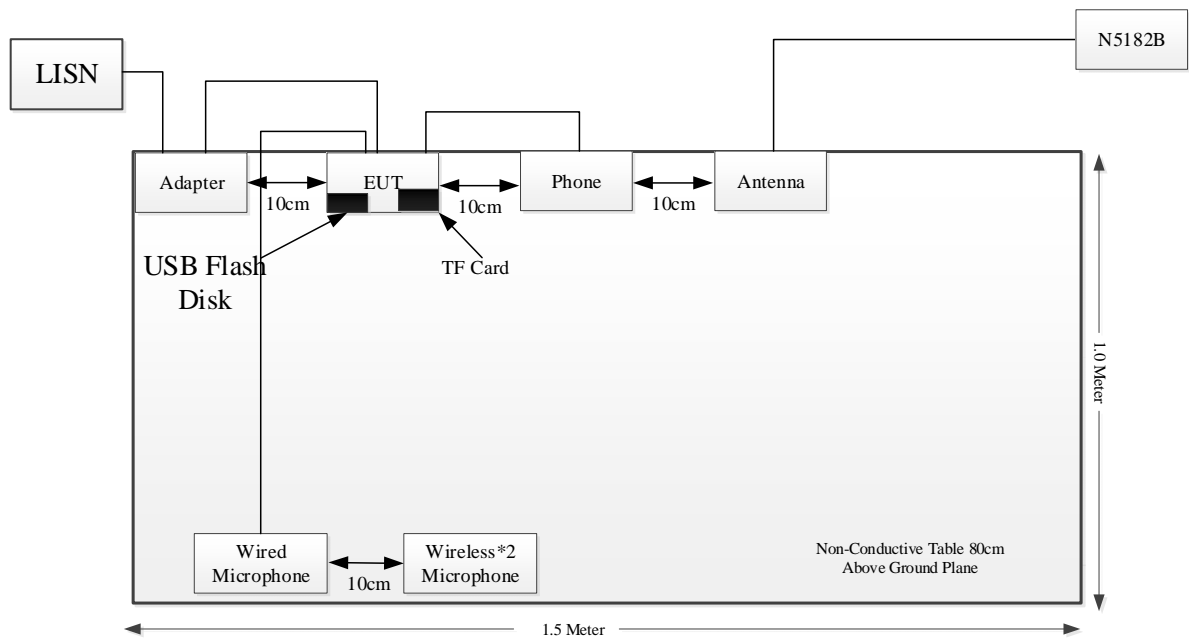 N5182B
LISN
Adapter
EUT
Phone
Antenna
10cm
10cm
10cm
USB Flash
Disk
TF Card
1.0 Meter
Wired
Microphone
10cm
Wireless*2
Microphone
Non-Conductive Table 80cm
Above Ground Plane
1.5 Meter